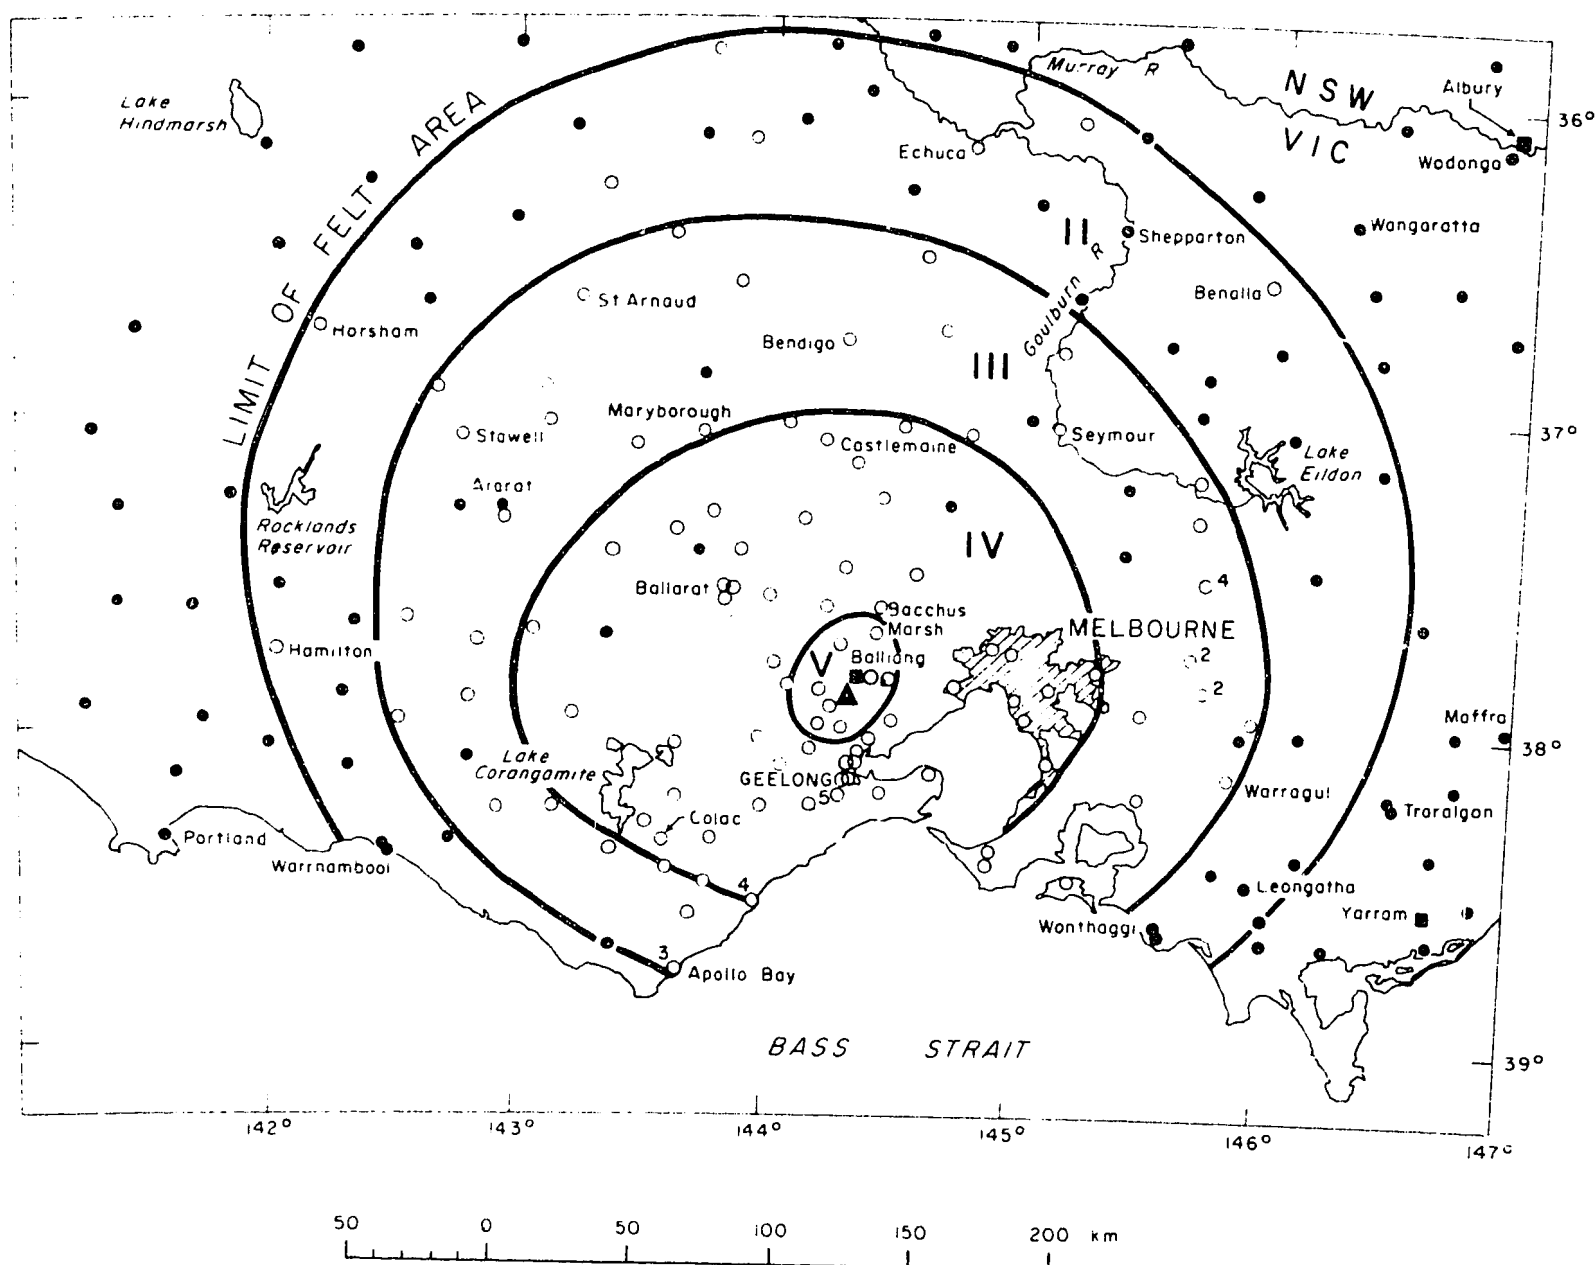 Lake
Hindmarsh
LIMIT OF FELT AREA
Murray R
NSW
VIC
Albury
36°
Echuca
Wodonga
II
Shepparton
Wangaratta
R
Goulburn
St Arnaud
Benalla
Horsham
Bendigo
III
Maryborough
Castlemaine
Stawell
Seymour
37°
Lake
Eildon
Ararat
Rocklands
Reservoir
IV
Ballarat
4
Bacchus
Marsh
MELBOURNE
Hamilton
V
Balliang
2
2
Maffra
38°
Lake
Corangamite
GEELONG
5
Warragul
Traralgon
Colac
Portland
Warrnambool
4
Leongatha
Yarram
Wonthaggi
3
Apollo Bay
BASS STRAIT
39°
142°
143°
144°
145°
146°
147°
50 0 50 100 150 200 km